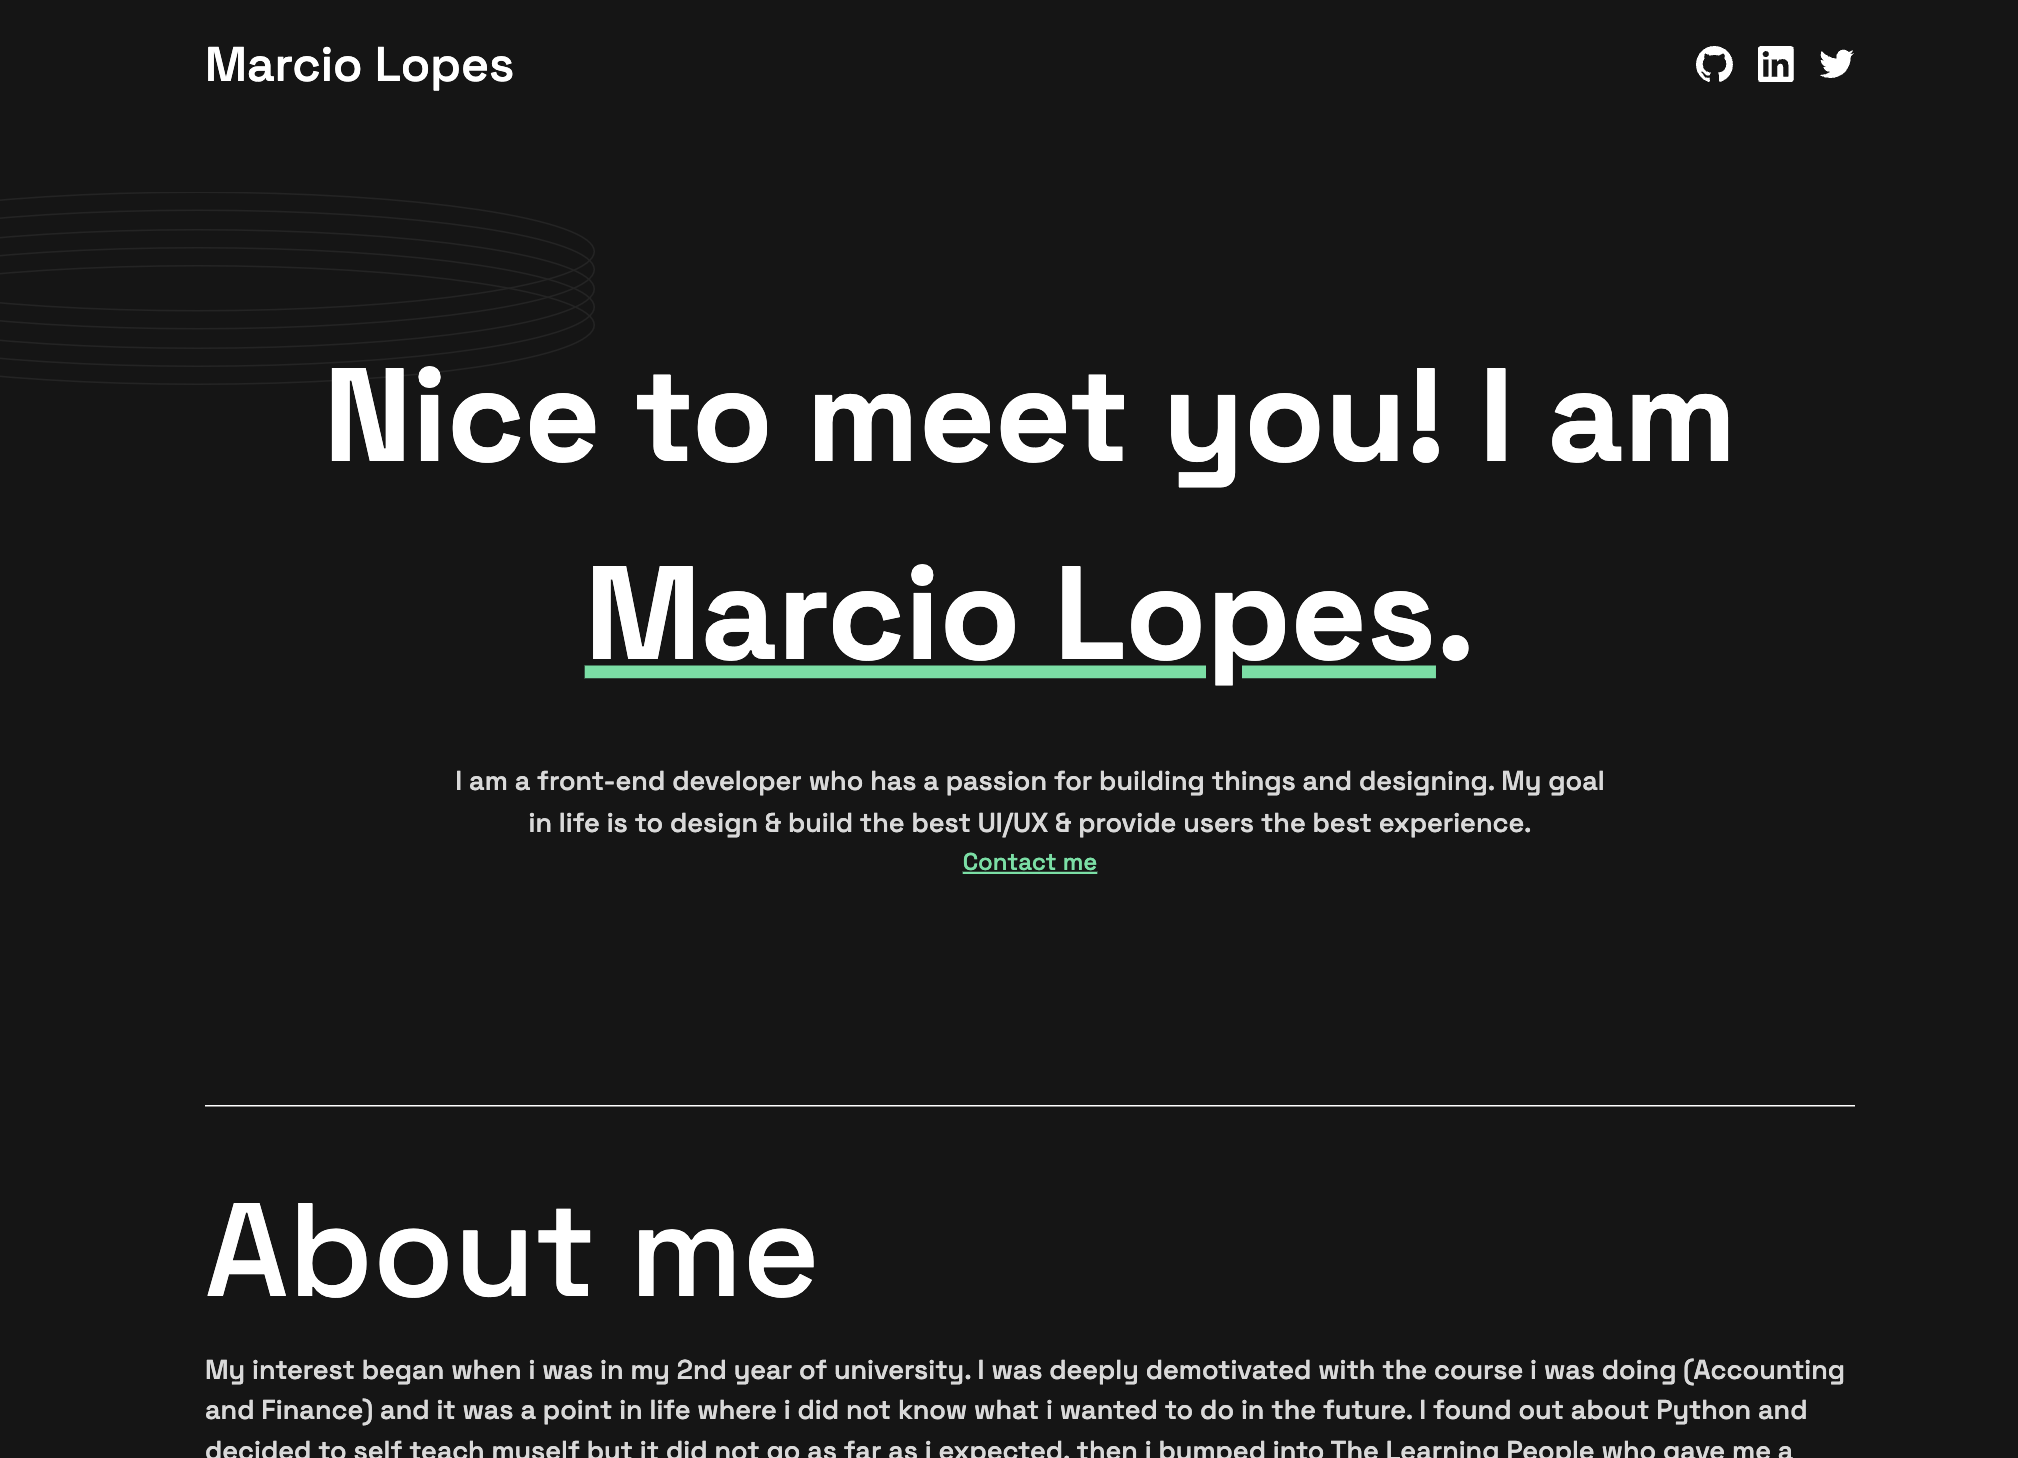 Marcio Lopes
Nice to meet you! I am
Marcio Lopes.
I am a front-end developer who has a passion for building things and designing. My goal
in life is to design & build the best UI/UX & provide users the best experience.
Contact me
About me
My interest began when i was in my 2nd year of university. I was deeply demotivated with the course i was doing (Accounting
and Finance) and it was a point in life where i did not know what i wanted to do in the future. I found out about Python and
decided to self teach myself but it did not go as far as i expected, then i bumped into The Learning People who gave me a